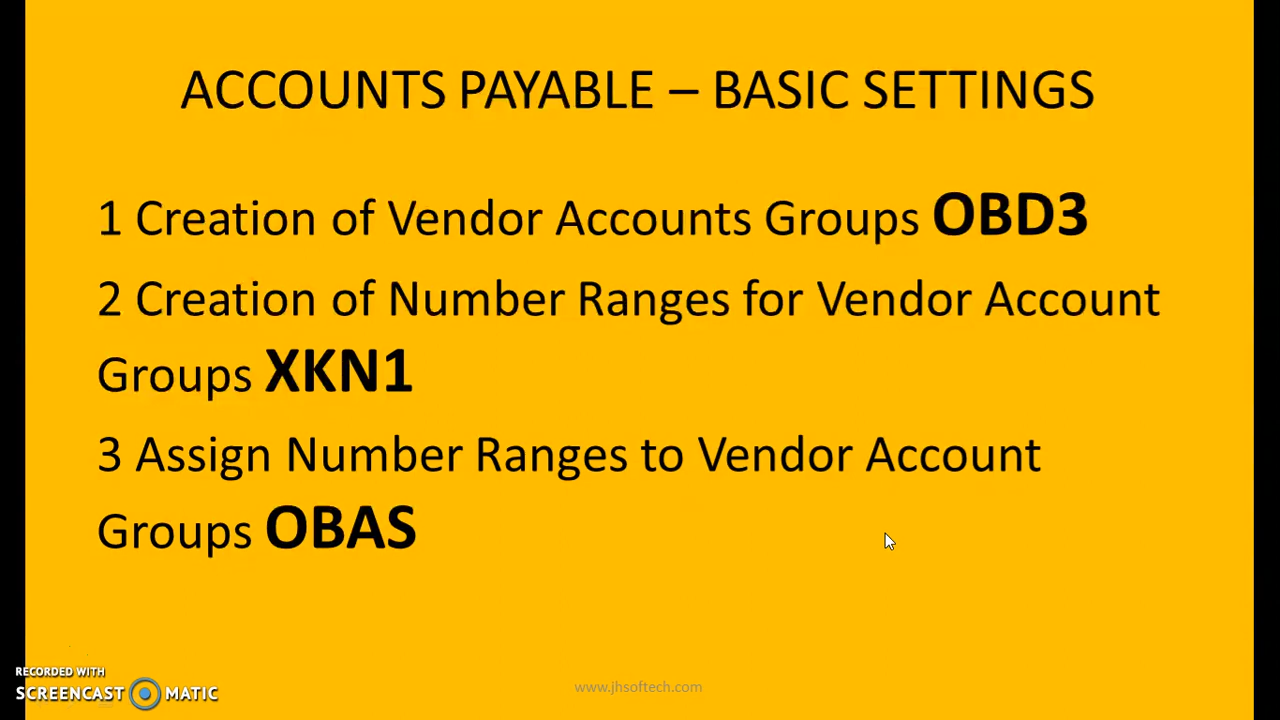 ACCOUNTS PAYABLE – BASIC SETTINGS
1 Creation of Vendor Accounts Groups OBD3
2 Creation of Number Ranges for Vendor Account
Groups XKN1
3 Assign Number Ranges to Vendor Account
Groups OBAS
RECORDED WITH
SCREENCAST MATIC
www.jhsoftech.com